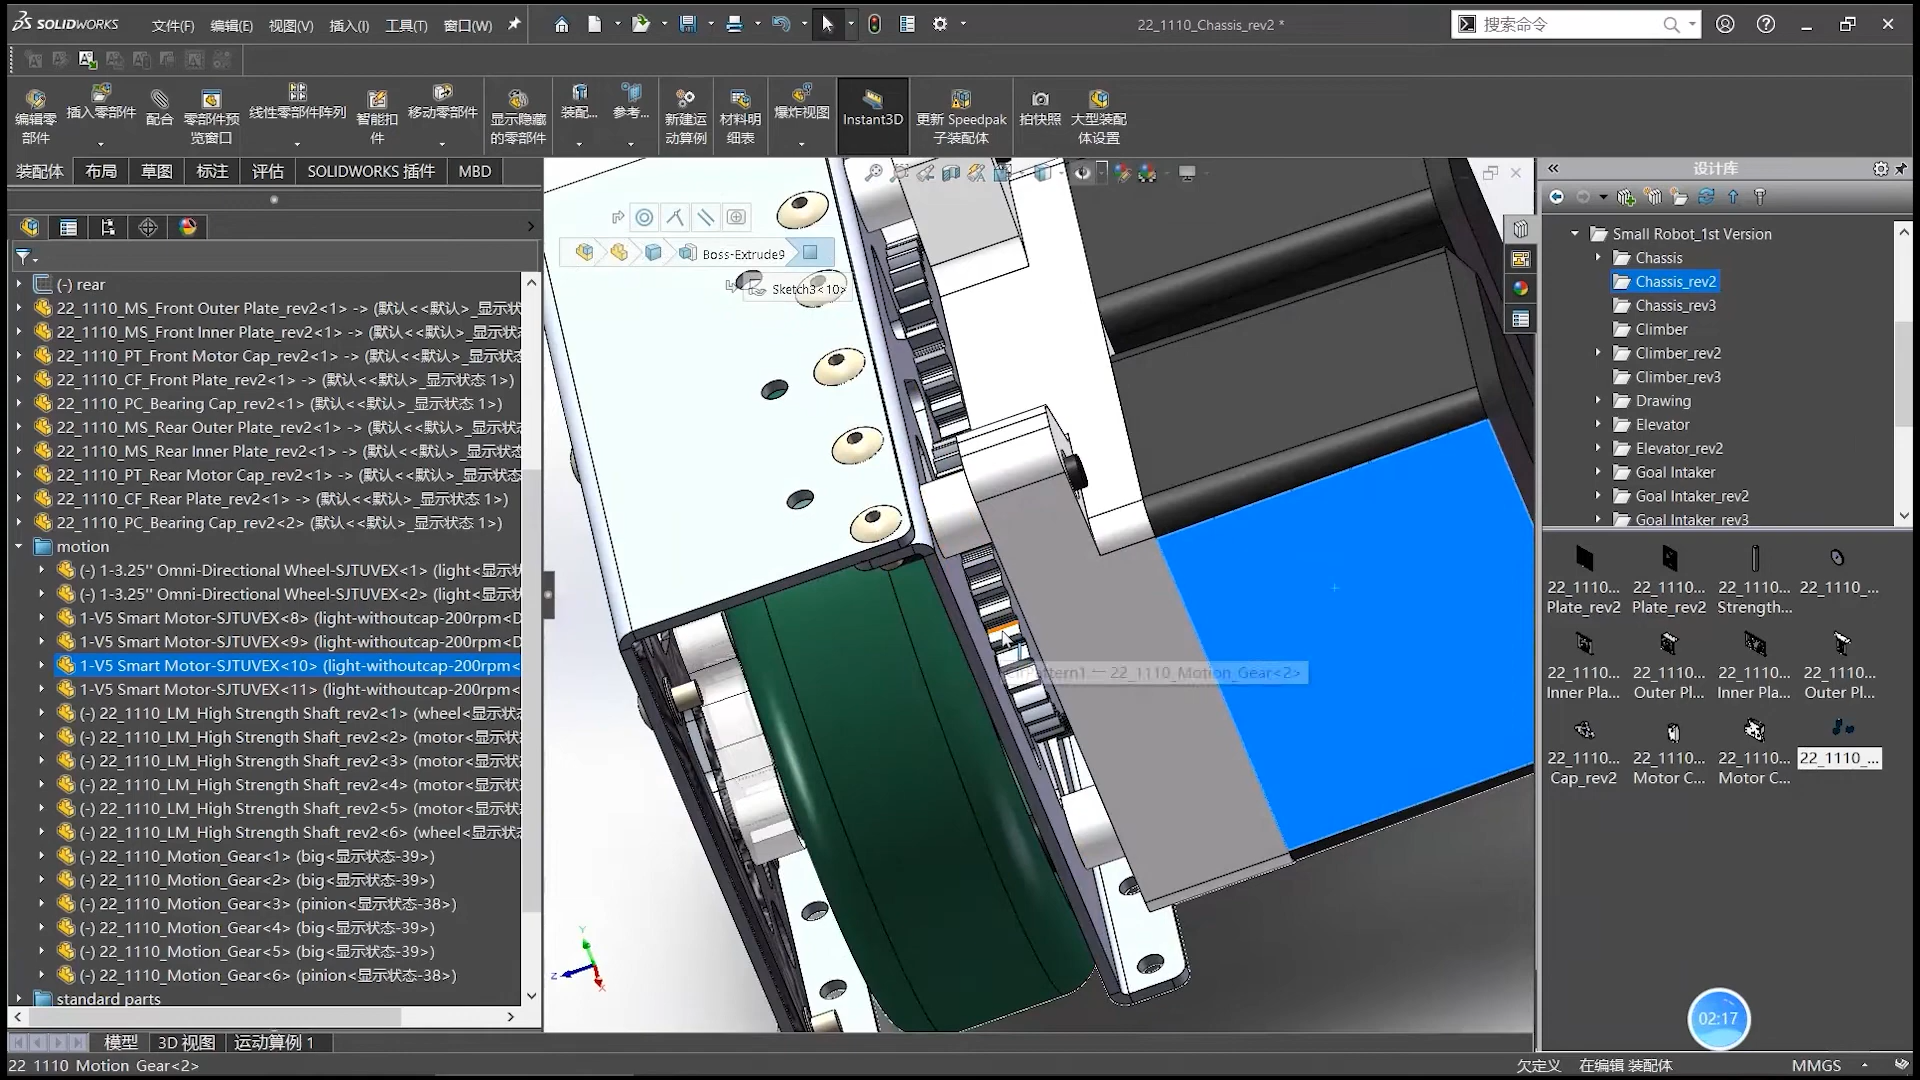 SOLIDWORKS 文件(F) 编辑(E) 视图(V) 插入(I) 工具(T) 窗口(W) 22_1110_Chassis_rev2 * 搜索命令
编辑零部件 插入零部件 配合 零部件预览窗口 线性零部件阵列 智能扣件 移动零部件 显示隐藏的零部件 装配... 参考... 新建运动算例 材料明细表 爆炸视图 Instant3D 更新 Speedpak 子装配体 拍快照 大型装配体设置
装配体 布局 草图 标注 评估 SOLIDWORKS 插件 MBD
设计库
(-) rear
22_1110_MS_Front Outer Plate_rev2<1> -> (默认<<默认>_显示状
22_1110_MS_Front Inner Plate_rev2<1> -> (默认<<默认>_显示状
22_1110_PT_Front Motor Cap_rev2<1> -> (默认<<默认>_显示状
22_1110_CF_Front Plate_rev2<1> -> (默认<<默认>_显示状态 1>)
22_1110_PC_Bearing Cap_rev2<1> (默认<<默认>_显示状态 1>)
22_1110_MS_Rear Outer Plate_rev2<1> -> (默认<<默认>_显示状
22_1110_MS_Rear Inner Plate_rev2<1> -> (默认<<默认>_显示状
22_1110_PT_Rear Motor Cap_rev2<1> -> (默认<<默认>_显示状态
22_1110_CF_Rear Plate_rev2<1> -> (默认<<默认>_显示状态 1>)
22_1110_PC_Bearing Cap_rev2<2> (默认<<默认>_显示状态 1>)
motion
(-) 1-3.25'' Omni-Directional Wheel-SJTUVEX<1> (light<显示状
(-) 1-3.25'' Omni-Directional Wheel-SJTUVEX<2> (light<显示状
1-V5 Smart Motor-SJTUVEX<8> (light-withoutcap-200rpm<D
1-V5 Smart Motor-SJTUVEX<9> (light-withoutcap-200rpm<D
1-V5 Smart Motor-SJTUVEX<10> (light-withoutcap-200rpm<
1-V5 Smart Motor-SJTUVEX<11> (light-withoutcap-200rpm<
(-) 22_1110_LM_High Strength Shaft_rev2<1> (wheel<显示状
(-) 22_1110_LM_High Strength Shaft_rev2<2> (motor<显示状
(-) 22_1110_LM_High Strength Shaft_rev2<3> (motor<显示状
(-) 22_1110_LM_High Strength Shaft_rev2<4> (motor<显示状
(-) 22_1110_LM_High Strength Shaft_rev2<5> (motor<显示状
(-) 22_1110_LM_High Strength Shaft_rev2<6> (wheel<显示状
(-) 22_1110_Motion_Gear<1> (big<显示状态-39>)
(-) 22_1110_Motion_Gear<2> (big<显示状态-39>)
(-) 22_1110_Motion_Gear<3> (pinion<显示状态-38>)
(-) 22_1110_Motion_Gear<4> (big<显示状态-39>)
(-) 22_1110_Motion_Gear<5> (big<显示状态-39>)
(-) 22_1110_Motion_Gear<6> (pinion<显示状态-38>)
standard parts
Boss-Extrude9
Sketch3<10>
22_1110_Motion_Gear<2>
Y
Z
X
Small Robot_1st Version
Chassis
Chassis_rev2
Chassis_rev3
Climber
Climber_rev2
Climber_rev3
Drawing
Elevator
Elevator_rev2
Goal Intaker
Goal Intaker_rev2
Goal Intaker_rev3
22_1110... 22_1110... 22_1110... 22_1110_...
Plate_rev2 Plate_rev2 Strength...
22_1110... 22_1110... 22_1110... 22_1110...
Inner Pla... Outer Pl... Inner Pla... Outer Pl...
22_1110... 22_1110... 22_1110... 22_1110_...
Cap_rev2 Motor C... Motor C...
02:17
模型 3D 视图 运动算例 1
22_1110_Motion_Gear<2> 欠定义 在编辑 装配体 MMGS